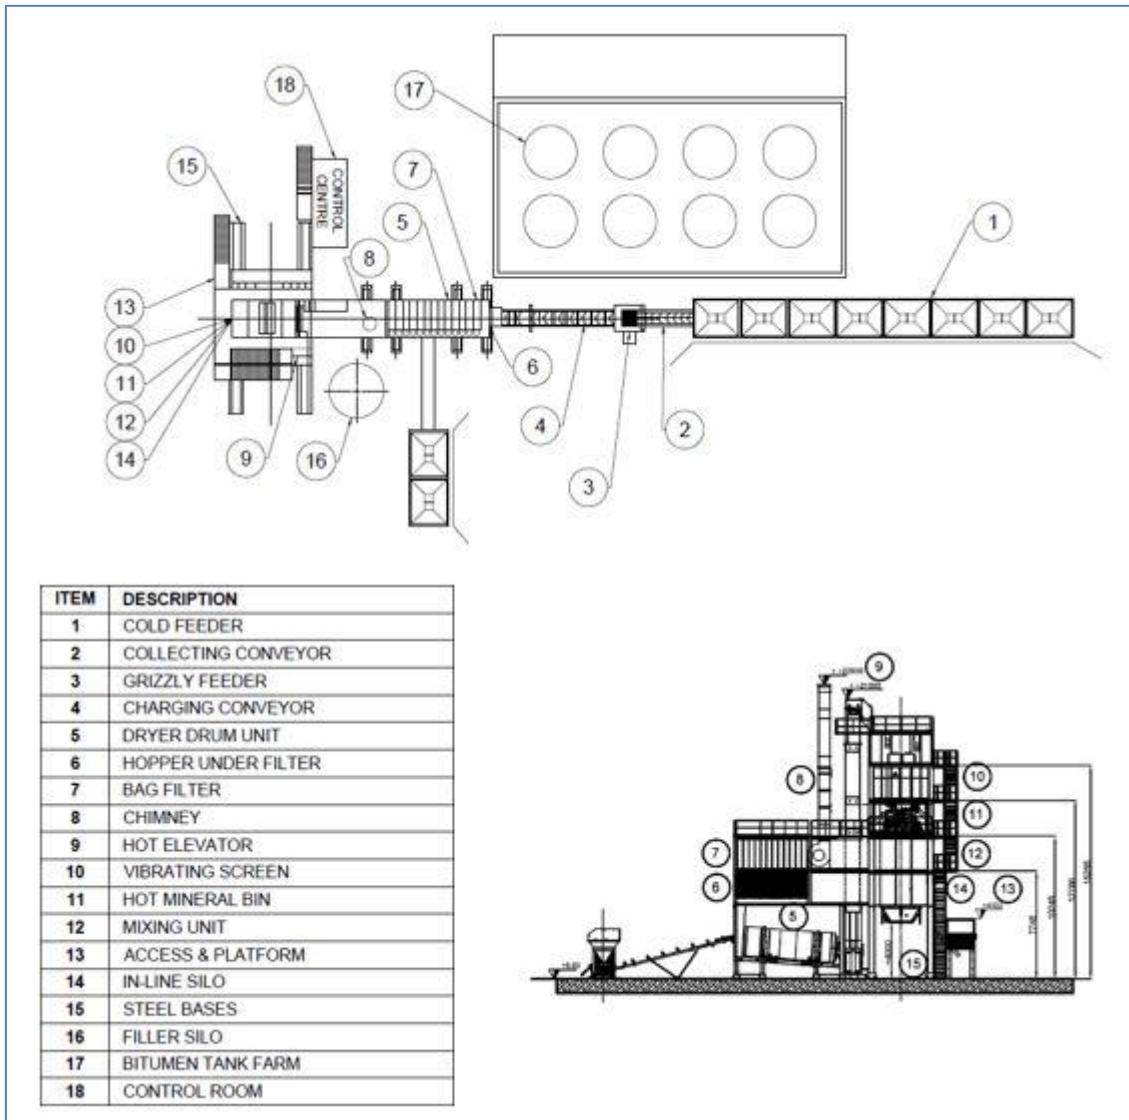 18
17
15
7
CONTROL
CENTRE
5
1
8
13
10
6
11
4
2
12
9
16
14
3
ITEM DESCRIPTION
1 COLD FEEDER
2 COLLECTING CONVEYOR
3 GRIZZLY FEEDER
4 CHARGING CONVEYOR
5 DRYER DRUM UNIT
6 HOPPER UNDER FILTER
7 BAG FILTER
8 CHIMNEY
9 HOT ELEVATOR
10 VIBRATING SCREEN
11 HOT MINERAL BIN
12 MIXING UNIT
13 ACCESS & PLATFORM
14 IN-LINE SILO
15 STEEL BASES
16 FILLER SILO
17 BITUMEN TANK FARM
18 CONTROL ROOM
9
8
10
11
7
12
6
14
13
5
15